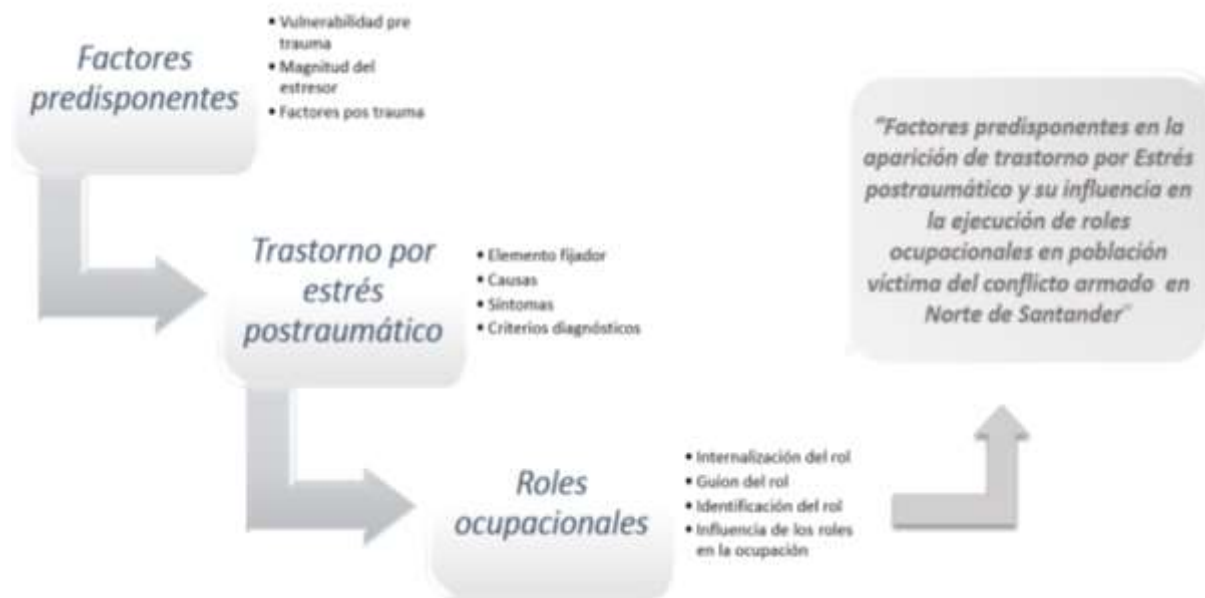 Factores
predisponentes
• Vulnerabilidad pre
trauma
• Magnitud del
estresor
• Factores pos trauma
Trastorno por
estrés
postraumático
• Elemento fijador
• Causas
• Síntomas
• Criterios diagnósticos
Roles
ocupacionales
• Internalización del rol
• Guion del rol
• Identificación del rol
• Influencia de los roles
en la ocupación
"Factores predisponentes en la
aparición de trastorno por Estrés
postraumático y su influencia en
la ejecución de roles
ocupacionales en población
víctima del conflicto armado en
Norte de Santander"